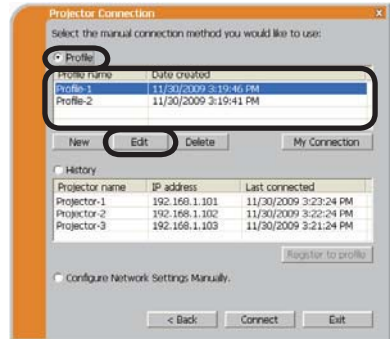 Projector Connection
Select the manual connection method you would like to use:
Profile
Profile name Date created
Profile-1 11/30/2009 3:19:46 PM
Profile-2 11/30/2009 3:19:41 PM
New Edit Delete My Connection
History
Projector name IP address Last connected
Projector-1 192.168.1.101 11/30/2009 3:23:24 PM
Projector-2 192.168.1.102 11/30/2009 3:22:24 PM
Projector-3 192.168.1.103 11/30/2009 3:21:24 PM
Register to profile
Configure Network Settings Manually.
< Back Connect Exit